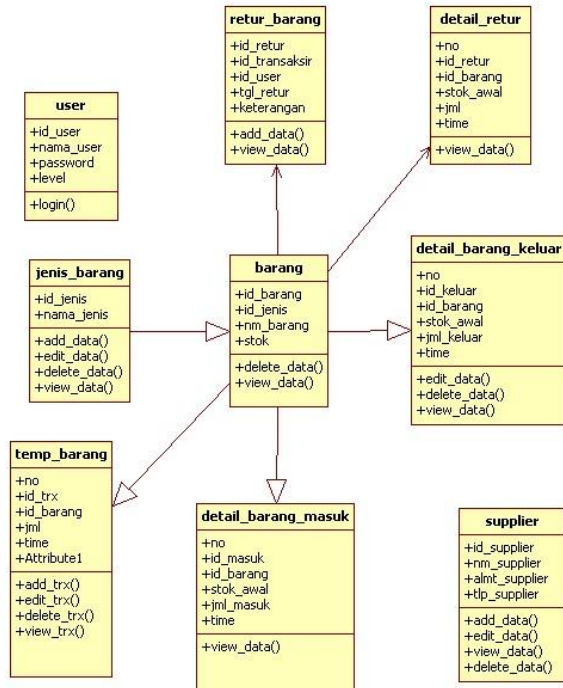 retur_barang
+id_retur
+id_transaksir
+id_user
+tgl_retur
+keterangan
+add_data()
+view_data()
detail_retur
+no
+id_retur
+id_barang
+stok_awal
+jml
+time
+view_data()
user
+id_user
+nama_user
+password
+level
+login()
jenis_barang
+id_jenis
+nama_jenis
+add_data()
+edit_data()
+delete_data()
+view_data()
barang
+id_barang
+id_jenis
+nm_barang
+stok
+delete_data()
+view_data()
detail_barang_keluar
+no
+id_keluar
+id_barang
+stok_awal
+jml_keluar
+time
+edit_data()
+delete_data()
+view_data()
temp_barang
+no
+id_trx
+id_barang
+jml
+time
+Attribute1
+add_trx()
+edit_trx()
+delete_trx()
+view_trx()
detail_barang_masuk
+no
+id_masuk
+id_barang
+stok_awal
+jml_masuk
+time
+view_data()
supplier
+id_supplier
+nm_supplier
+almt_supplier
+tlp_supplier
+add_data()
+edit_data()
+view_data()
+delete_data()